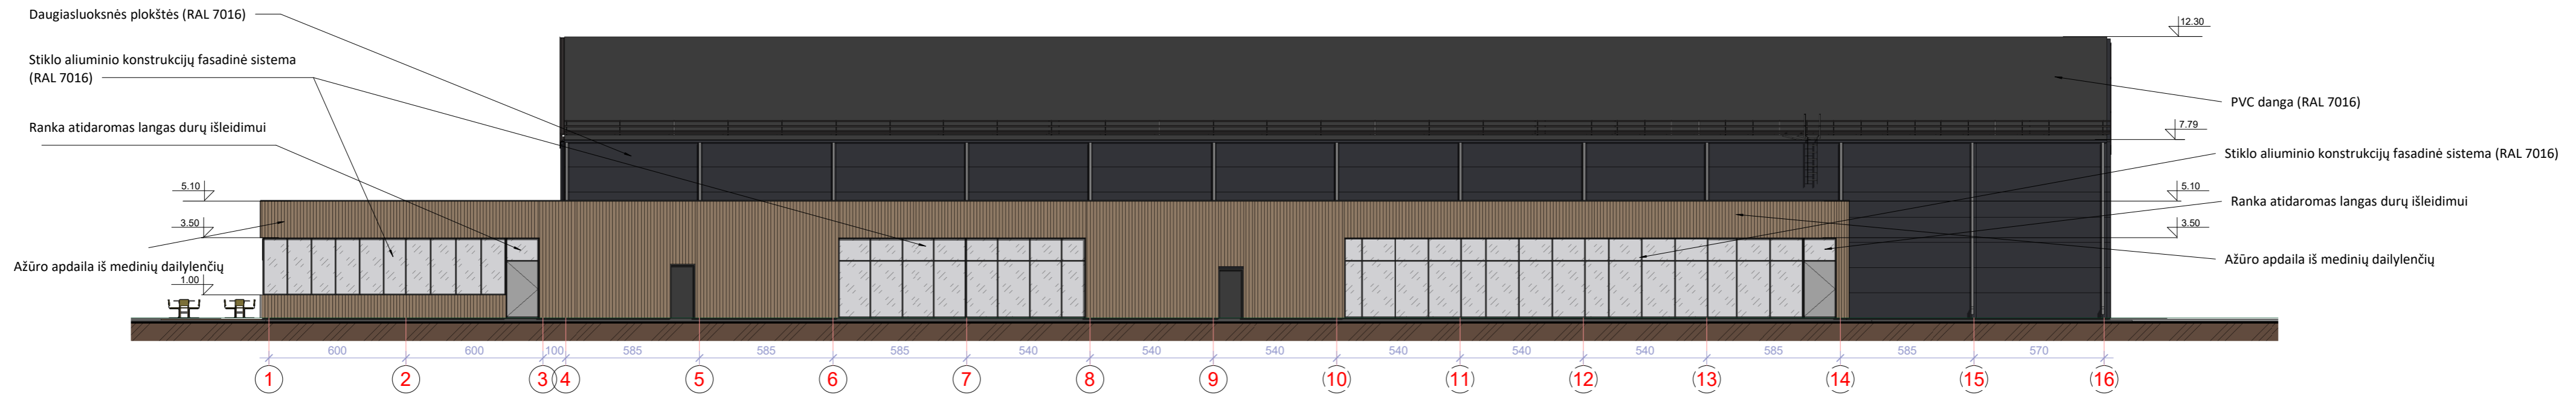 Daugiasluoksnės plokštės (RAL 7016)
Stiklo aliuminio konstrukcijų fasadinė sistema
(RAL 7016)
Ranka atidaromas langas durų išleidimui
Ažūro apdaila iš medinių dailylenčių
5.10
3.50
1.00
12.30
7.79
5.10
3.50
PVC danga (RAL 7016)
Stiklo aliuminio konstrukcijų fasadinė sistema (RAL 7016)
Ranka atidaromas langas durų išleidimui
Ažūro apdaila iš medinių dailylenčių
600 600 100 585 585 585 540 540 540 540 540 540 585 585 570
1 2 3 4 5 6 7 8 9 10 11 12 13 14 15 16